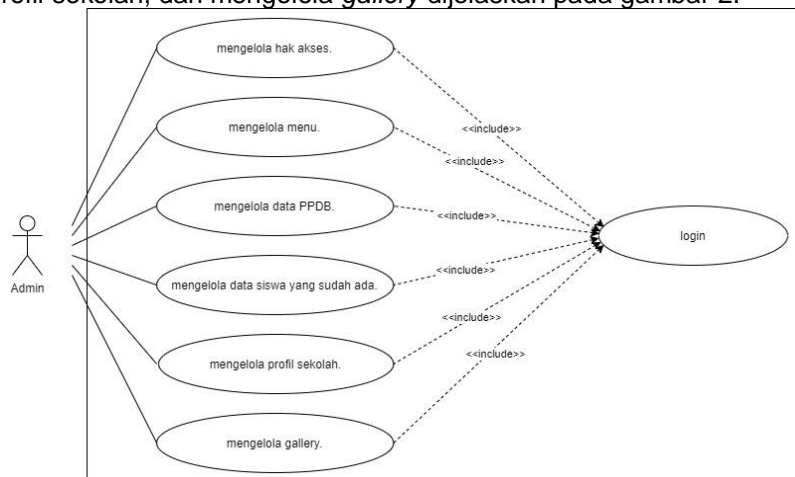 rofil sekolah, dan mengelola gallery dijelaskan pada gambar 2.
mengelola hak akses.
<<include>>
mengelola menu.
<<include>>
mengelola data PPDB.
<<include>>
login
Admin
mengelola data siswa yang sudah ada.
<<include>>
mengelola profil sekolah.
<<include>>
mengelola gallery.
<<include>>